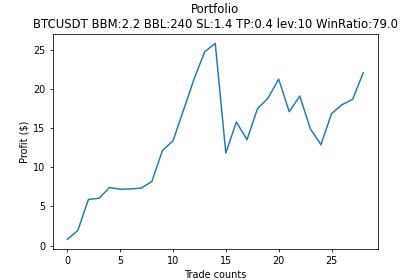 Portfolio
BTCUSDT BBM:2.2 BBL:240 SL:1.4 TP:0.4 lev:10 WinRatio:79.0
25
20
15
10
5
0
Profit ($)
0 5 10 15 20 25
Trade counts